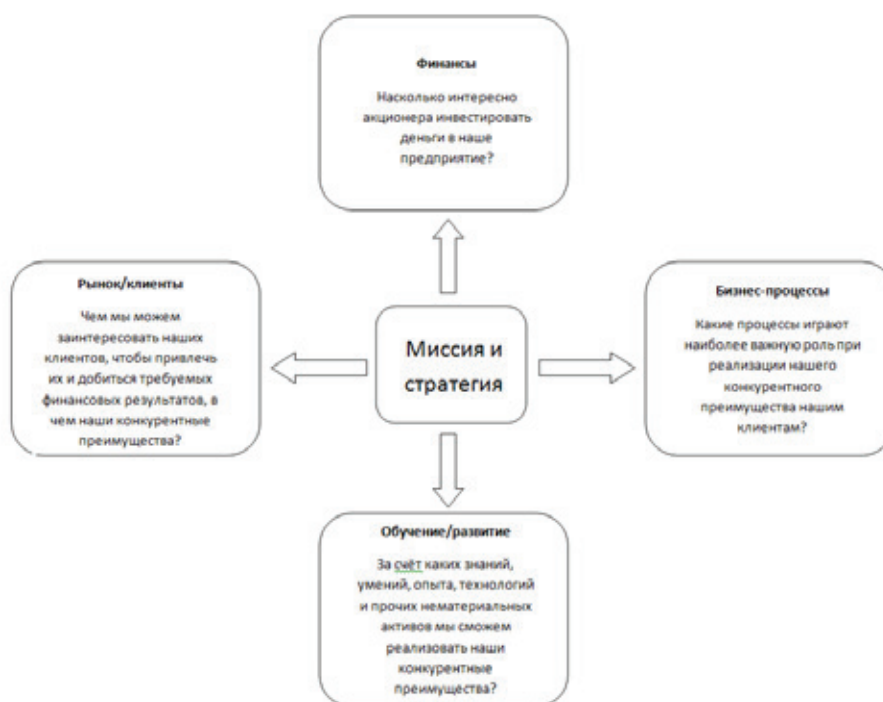 Финансы
Насколько интересно
акционера инвестировать
деньги в наше
предприятие?
Рынок/клиенты
Чем мы можем
заинтересовать наших
клиентов, чтобы привлечь
их и добиться требуемых
финансовых результатов, в
чем наши конкурентные
преимущества?
Миссия и
стратегия
Бизнес-процессы
Какие процессы играют
наиболее важную роль при
реализации нашего
конкурентного
преимущества нашим
клиентам?
Обучение/развитие
За счёт каких знаний,
умений, опыта, технологий
и прочих нематериальных
активов мы сможем
реализовать наши
конкурентные
преимущества?